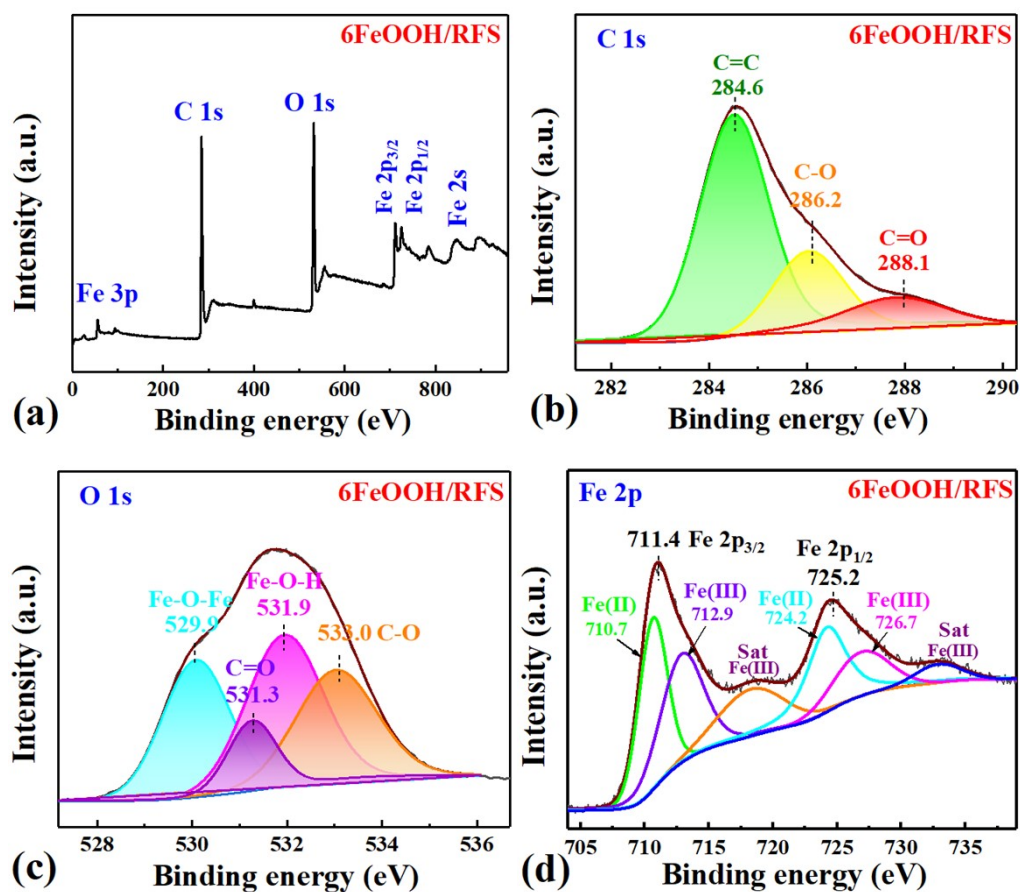 6FeOOH/RFS
C 1s
O 1s
Fe 2p3/2
Fe 2p1/2
Fe 2s
Fe 3p
Intensity (a.u.)
0 200 400 600 800
Binding energy (eV)
(a)
C 1s
6FeOOH/RFS
C=C
284.6
C-O
286.2
C=O
288.1
Intensity (a.u.)
282 284 286 288 290
Binding energy (eV)
(b)
O 1s
6FeOOH/RFS
Fe-O-Fe
529.9
Fe-O-H
531.9
533.0 C-O
C=O
531.3
Intensity (a.u.)
528 530 532 534 536
Binding energy (eV)
(c)
Fe 2p
6FeOOH/RFS
711.4 Fe 2p3/2
Fe 2p1/2
725.2
Fe(II)
710.7
Fe(III)
712.9
Sat
Fe(III)
Fe(II)
724.2
Fe(III)
726.7
Sat
Fe(III)
Intensity (a.u.)
705 710 715 720 725 730 735
Binding energy (eV)
(d)